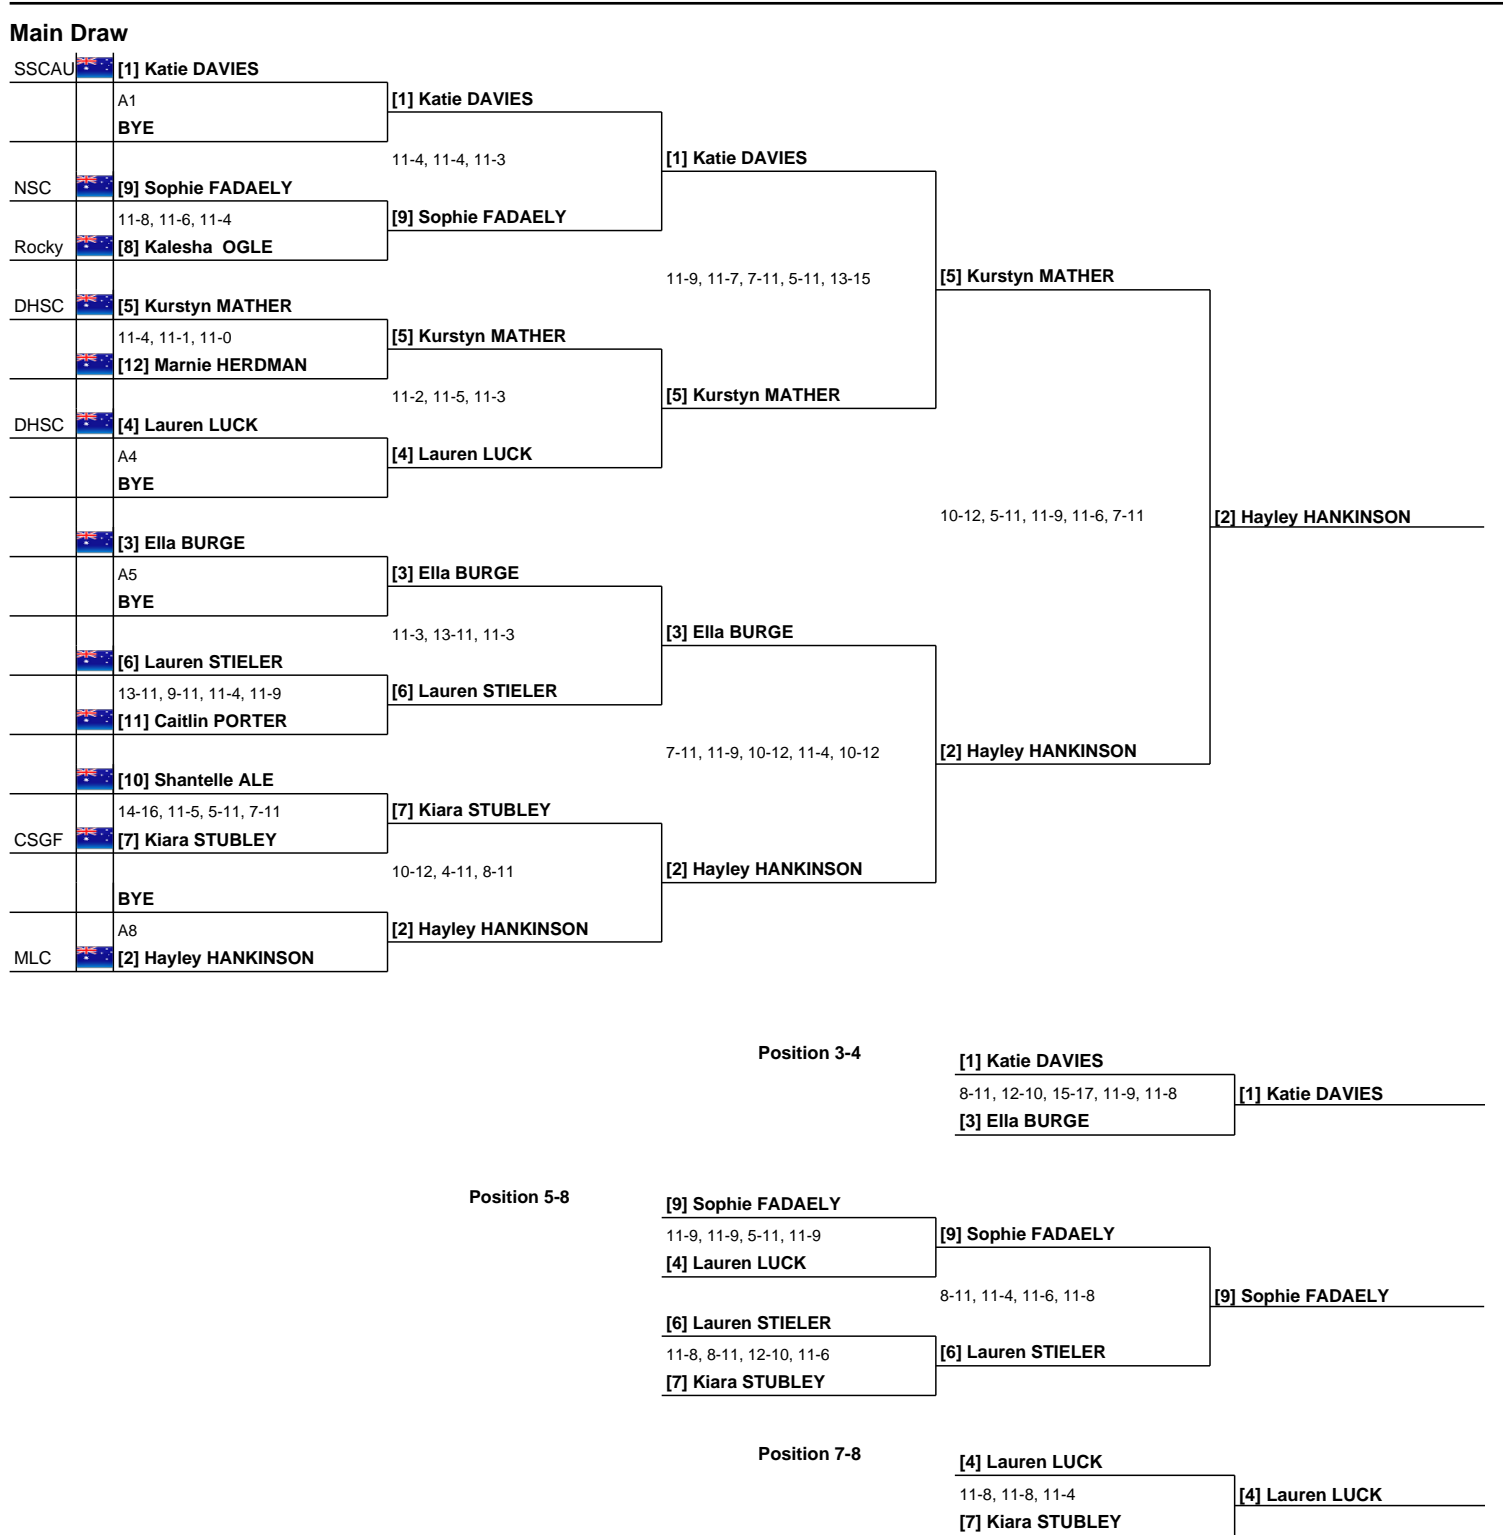 Main Draw
SSCAU [1] Katie DAVIES
A1 [1] Katie DAVIES
BYE
11-4, 11-4, 11-3 [1] Katie DAVIES
NSC [9] Sophie FADAELY
11-8, 11-6, 11-4 [9] Sophie FADAELY
Rocky [8] Kalesha OGLE
11-9, 11-7, 7-11, 5-11, 13-15 [5] Kurstyn MATHER
DHSC [5] Kurstyn MATHER
11-4, 11-1, 11-0 [5] Kurstyn MATHER
[12] Marnie HERDMAN
11-2, 11-5, 11-3 [5] Kurstyn MATHER
DHSC [4] Lauren LUCK
A4 [4] Lauren LUCK
BYE
10-12, 5-11, 11-9, 11-6, 7-11 [2] Hayley HANKINSON
[3] Ella BURGE
A5 [3] Ella BURGE
BYE
11-3, 13-11, 11-3 [3] Ella BURGE
[6] Lauren STIELER
13-11, 9-11, 11-4, 11-9 [6] Lauren STIELER
[11] Caitlin PORTER
7-11, 11-9, 10-12, 11-4, 10-12 [2] Hayley HANKINSON
[10] Shantelle ALE
14-16, 11-5, 5-11, 7-11 [7] Kiara STUBLEY
CSGF [7] Kiara STUBLEY
10-12, 4-11, 8-11 [2] Hayley HANKINSON
BYE
A8 [2] Hayley HANKINSON
MLC [2] Hayley HANKINSON
Position 3-4 [1] Katie DAVIES
8-11, 12-10, 15-17, 11-9, 11-8 [1] Katie DAVIES
[3] Ella BURGE
Position 5-8 [9] Sophie FADAELY
11-9, 11-9, 5-11, 11-9 [9] Sophie FADAELY
[4] Lauren LUCK
8-11, 11-4, 11-6, 11-8 [9] Sophie FADAELY
[6] Lauren STIELER
11-8, 8-11, 12-10, 11-6 [6] Lauren STIELER
[7] Kiara STUBLEY
Position 7-8 [4] Lauren LUCK
11-8, 11-8, 11-4 [4] Lauren LUCK
[7] Kiara STUBLEY